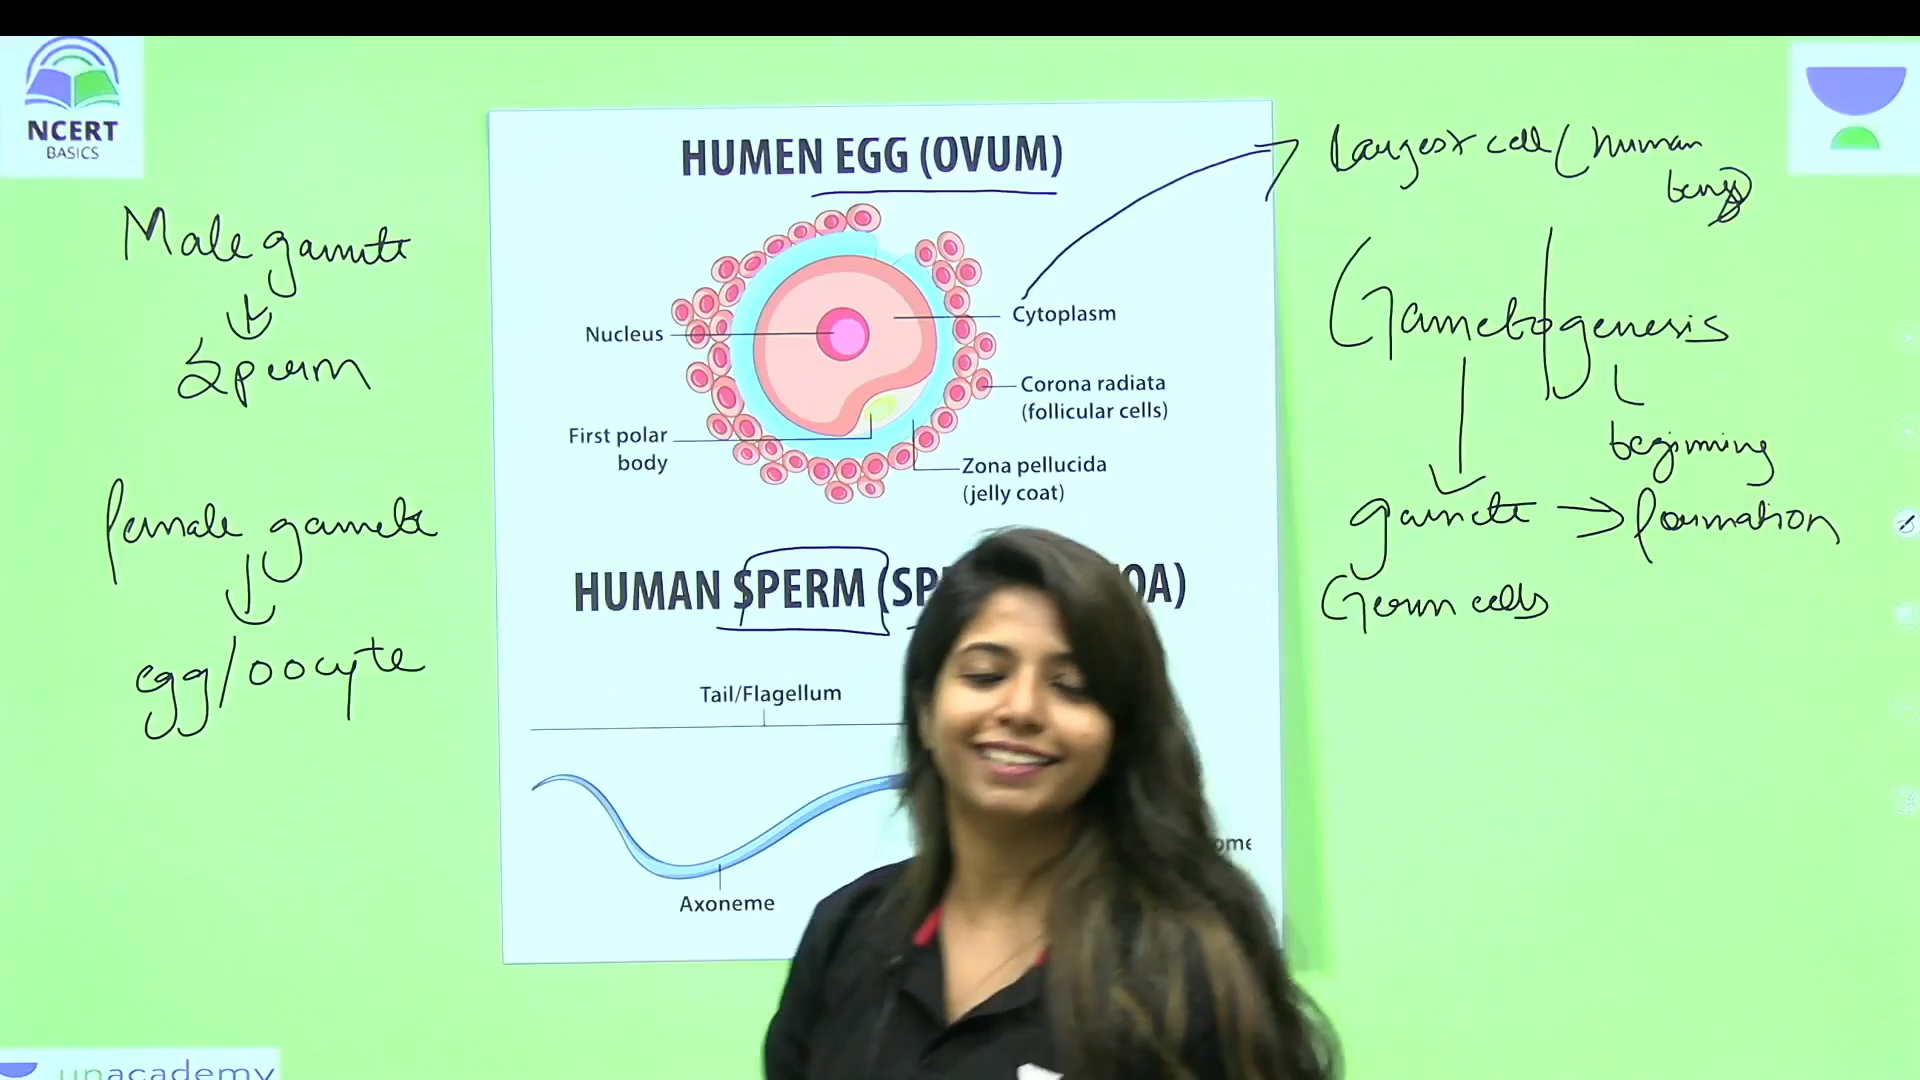 NCERT
BASICS
HUMEN EGG (OVUM)
Largest cell (human
beings)
Male gamete
Sperm
Nucleus
Cytoplasm
Corona radiata
(follicular cells)
First polar
body
Zona pellucida
(jelly coat)
Gametogenesis
beginning
gamete → formation
Germ cells
female gamete
egg/oocyte
HUMAN SPERM (SP OA)
Tail/Flagellum
Axoneme
ome
unacademy